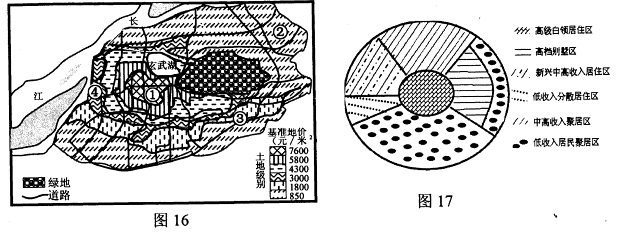 长
②
玄武湖
④
①
江
③
基准地价
(元/米²)
土地级别
7600
5800
4300
3000
1800
850
绿地
道路
图 16
高级白领居住区
高档别墅区
新兴中高收入居住区
低收入分散居住区
中高收入聚居区
低收入居民聚居区
图 17